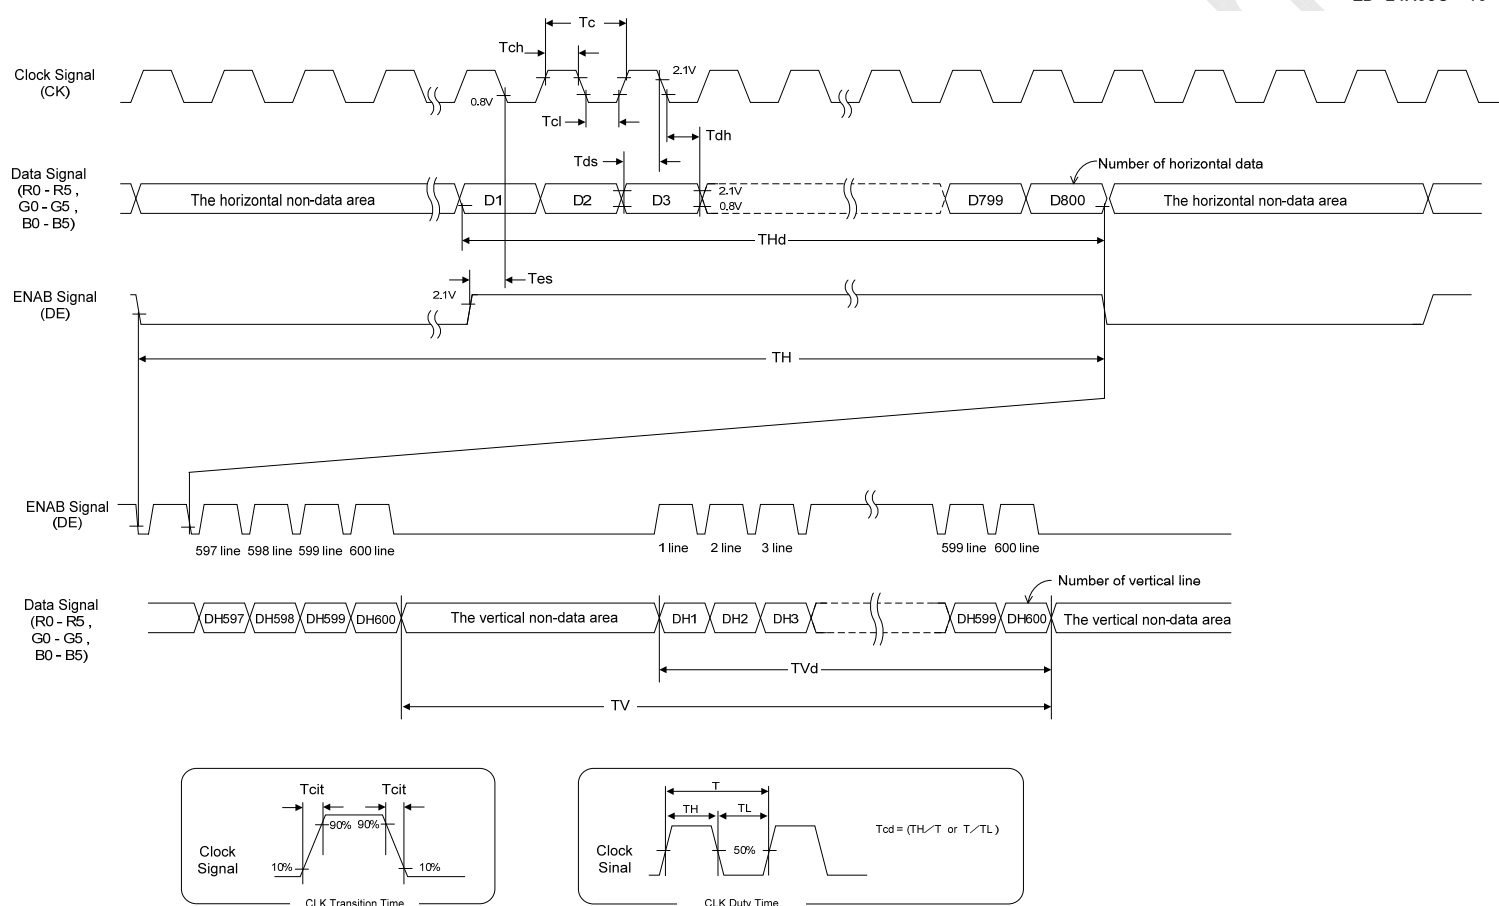 Tc
Tch
Clock Signal
(CK)
2.1V
0.8V
Tcl
Tdh
Tds
Number of horizontal data
Data Signal
(R0 - R5 ,
G0 - G5 ,
B0 - B5)
The horizontal non-data area
D1
D2
D3
2.1V
0.8V
D799
D800
The horizontal non-data area
THd
Tes
ENAB Signal
(DE)
2.1V
TH
ENAB Signal
(DE)
597 line
598 line
599 line
600 line
1 line
2 line
3 line
599 line
600 line
Number of vertical line
Data Signal
(R0 - R5 ,
G0 - G5 ,
B0 - B5)
DH597
DH598
DH599
DH600
The vertical non-data area
DH1
DH2
DH3
DH599
DH600
The vertical non-data area
TVd
TV
Tcit
Tcit
90%
90%
Clock
Signal
10%
10%
CLK Transition Time
T
TH
TL
Tcd = (TH/T or T/TL)
Clock
Sinal
50%
CLK Duty Time